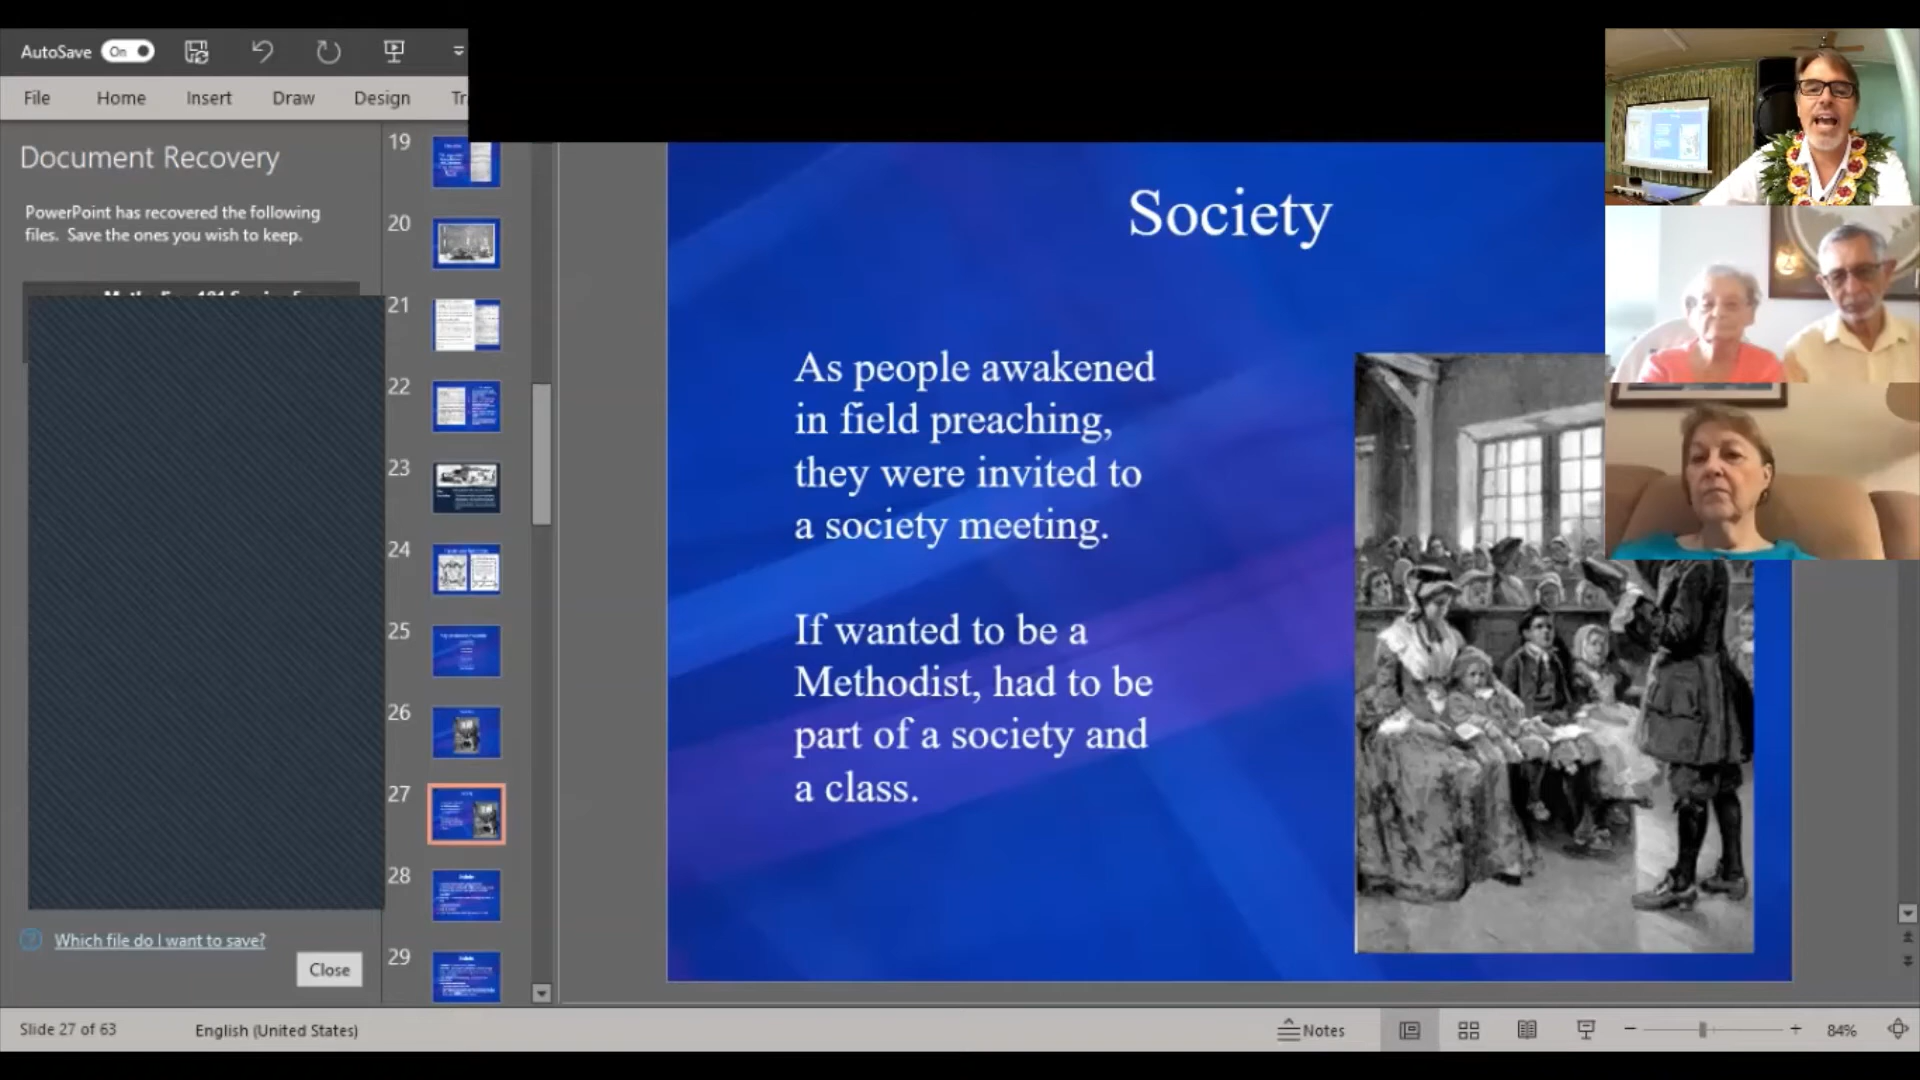 AutoSave On
File Home Insert Draw Design
Document Recovery
PowerPoint has recovered the following
files. Save the ones you wish to keep.
Which file do I want to save?
Close
19
20
21
22
23
24
25
26
27
28
29
Society
As people awakened
in field preaching,
they were invited to
a society meeting.
If wanted to be a
Methodist, had to be
part of a society and
a class.
Slide 27 of 63 English (United States) Notes 84%